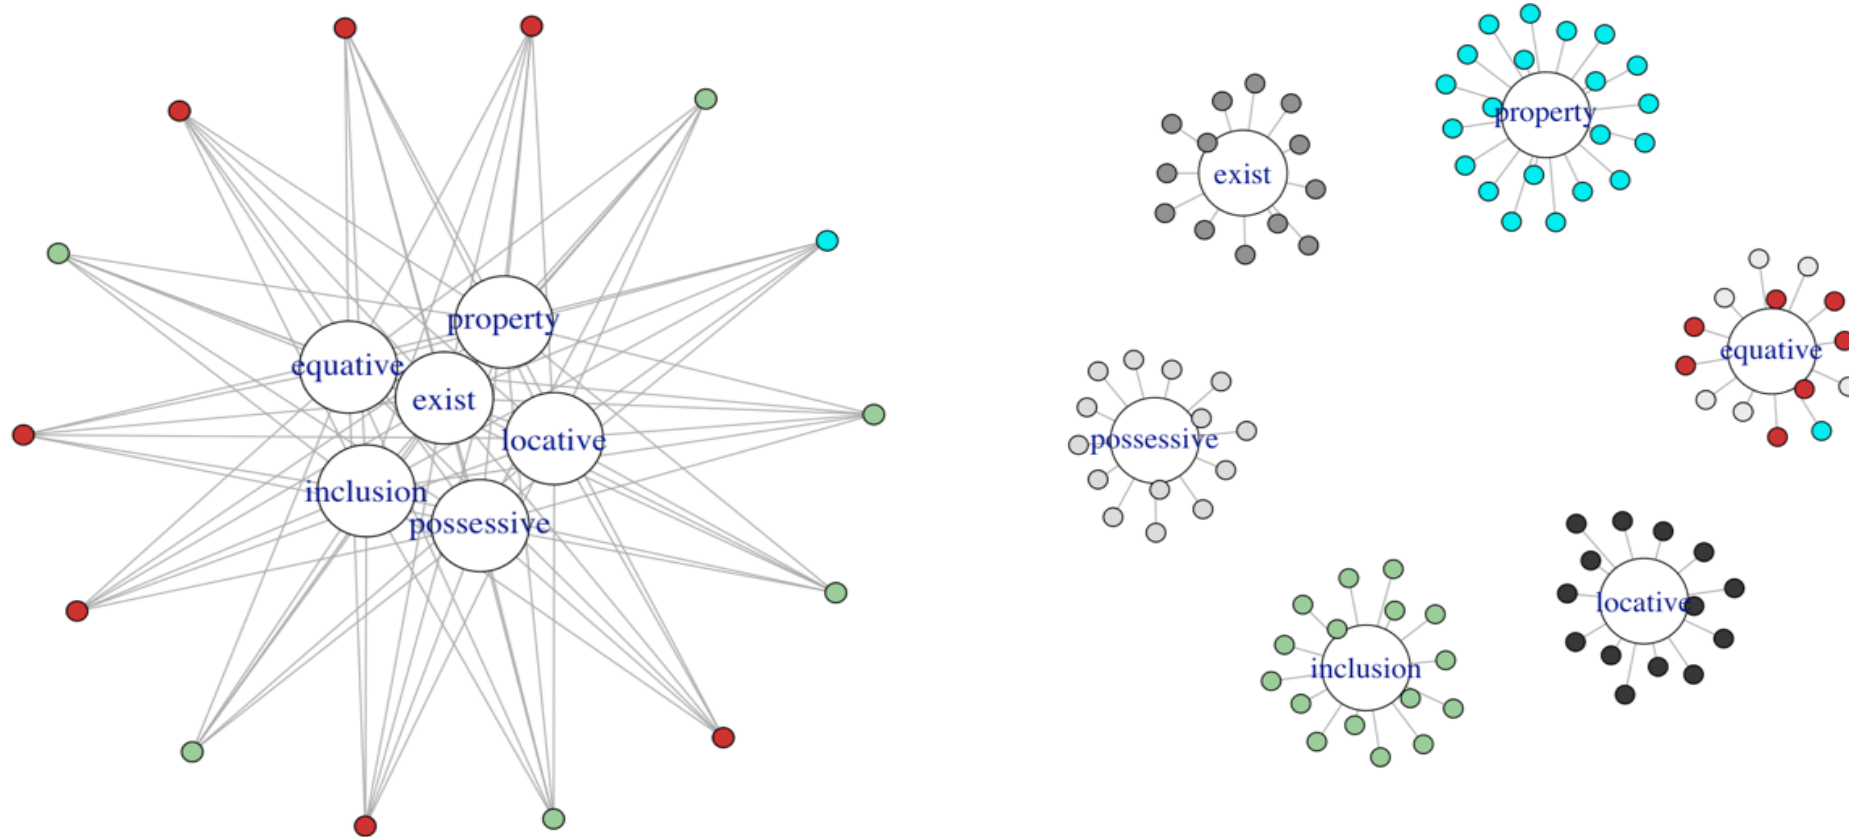 property
equative
exist
locative
inclusion
possessive
property
exist
equative
possessive
locative
inclusion